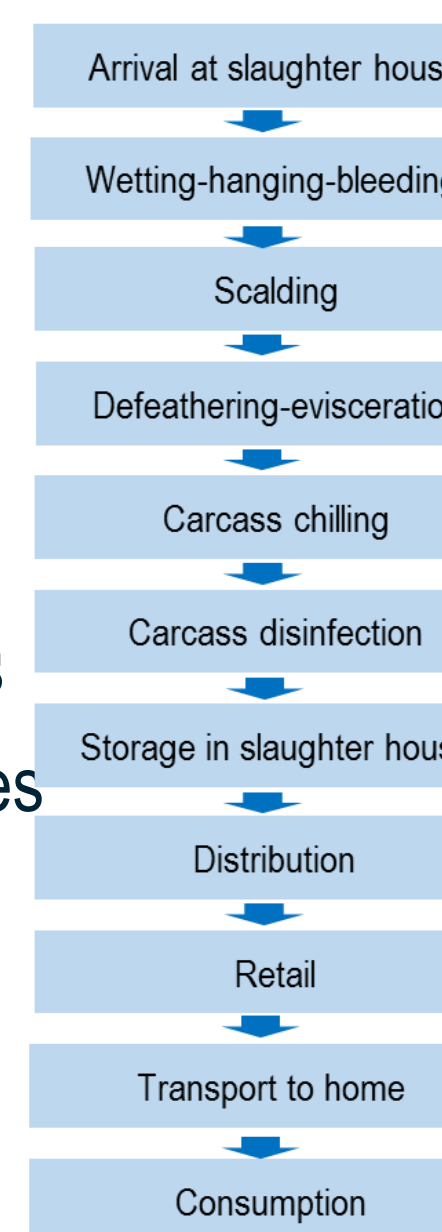 Arrival at slaughter hous
Wetting-hanging-bleeding
Scalding
Defeathering-evisceratio
Carcass chilling
Carcass disinfection
s
Storage in slaughter hous
es
Distribution
Retail
Transport to home
Consumption